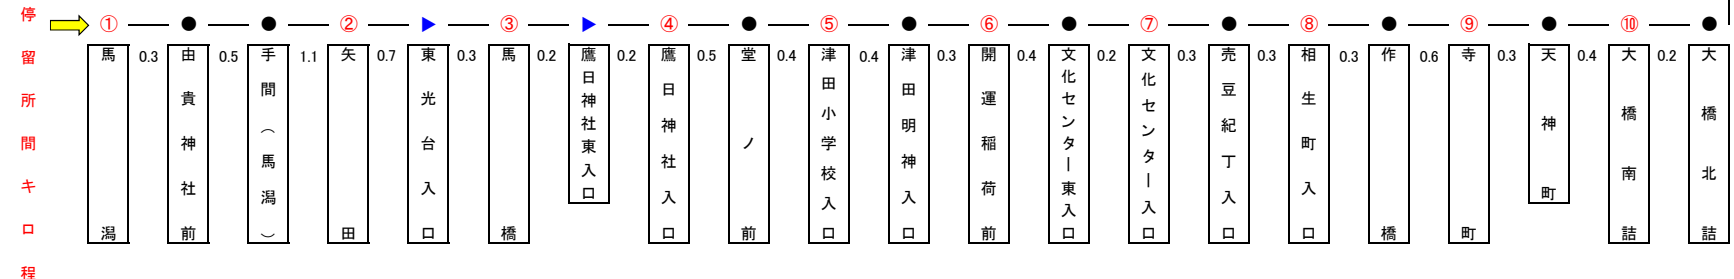 停留所間キロ程
① ② ③ ④ ⑤ ⑥ ⑦ ⑧ ⑨ ⑩
馬潟
0.3
由貴神社前
0.5
手間(馬潟)
1.1
矢田
0.7
東光台入口
0.3
馬橋
0.2
鷹日神社東入口
0.2
鷹日神社入口
0.5
堂ノ前
0.4
津田小学校入口
0.4
津田明神入口
0.3
開運稲荷前
0.4
文化センター東入口
0.2
文化センター入口
0.3
売豆紀丁入口
0.3
相生町入口
0.3
作橋
0.6
寺町
0.3
天神町
0.4
大橋南詰
0.2
大橋北詰